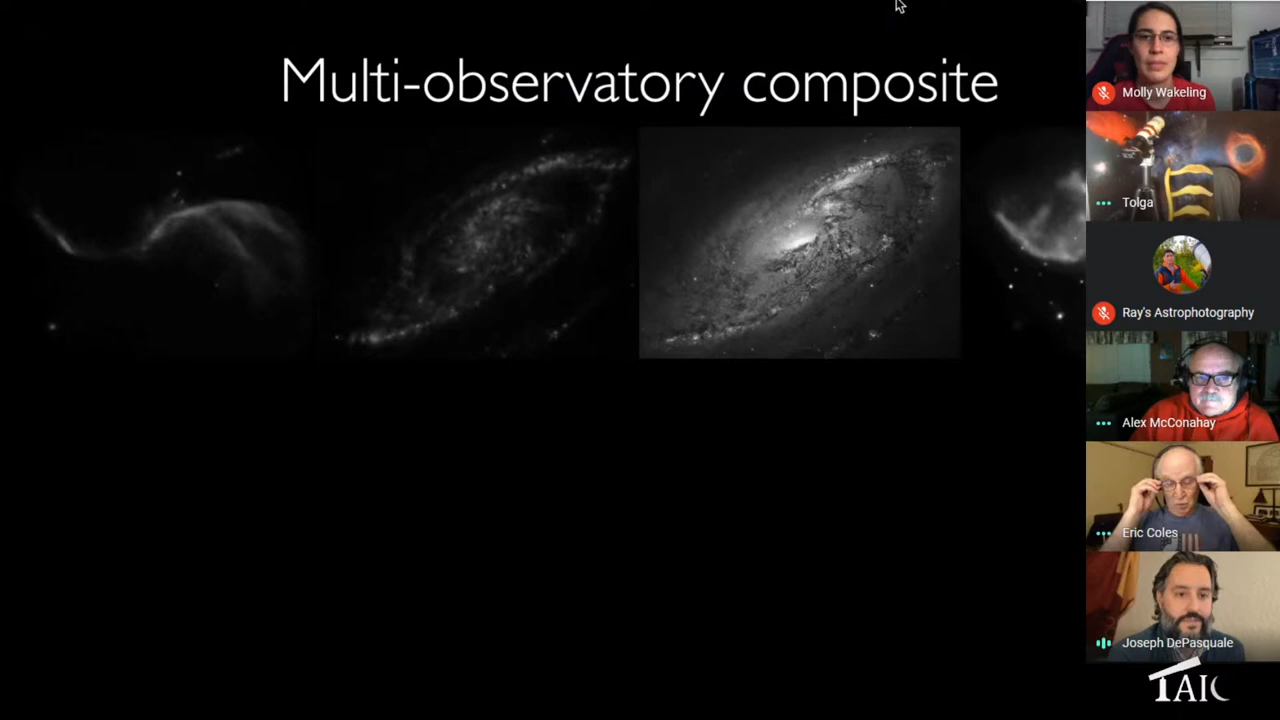 Multi-observatory composite
Molly Wakeling
Tolga
Ray's Astrophotography
Alex McConahay
Eric Coles
Joseph DePasquale
TAIC